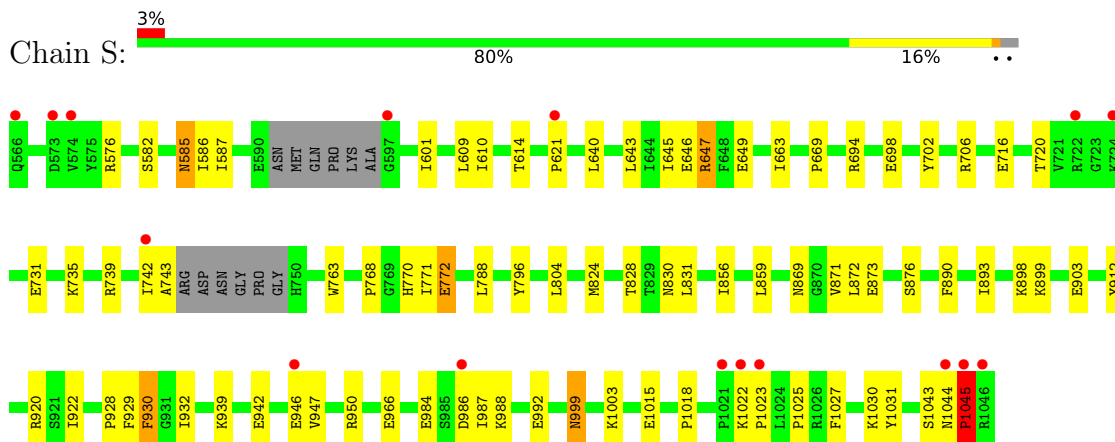 3%
Chain S:
80% 16% • •
Q566 D573 V574 Y575 R576 S582 N585 I586 I587 E590 ASN MET GLN PRO LYS ALA G597 I601 L609 I610 T614 P621 L640 L643 I644 I645 E646 R647 F648 E649 I663 P669 R694 E698 Y702 R706 E716 T720 V721 R722 G723 K724
E731 K735 R739 I742 A743 ARG ASP ASN GLY PRO GLY H750 W763 P768 G769 H770 I771 E772 L788 Y796 L804 M824 T828 T829 N830 L831 I856 L859 N869 G870 V871 L872 E873 S876 F890 I893 K898 K899 E903
R920 S921 I922 P928 F929 F930 G931 I932 K939 E942 E946 V947 R950 E966 E984 S985 D986 I987 K988 E992 N999 K1003 E1015 P1018 P1021 K1022 P1023 L1024 P1025 R1026 F1027 K1030 Y1031 S1043 N1044 P1045 R1046